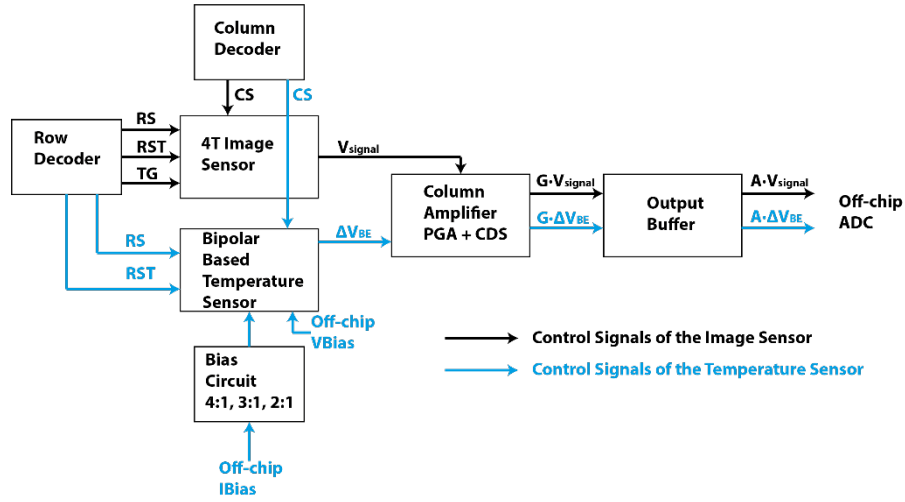 Column
Decoder
CS
CS
Row
Decoder
RS
RST
TG
4T Image
Sensor
Vsignal
Column
Amplifier
PGA + CDS
G·Vsignal
G·ΔVBE
Output
Buffer
A·Vsignal
A·ΔVBE
Off-chip
ADC
RS
RST
Bipolar
Based
Temperature
Sensor
ΔVBE
Off-chip
VBias
Bias
Circuit
4:1, 3:1, 2:1
Off-chip
IBias
Control Signals of the Image Sensor
Control Signals of the Temperature Sensor